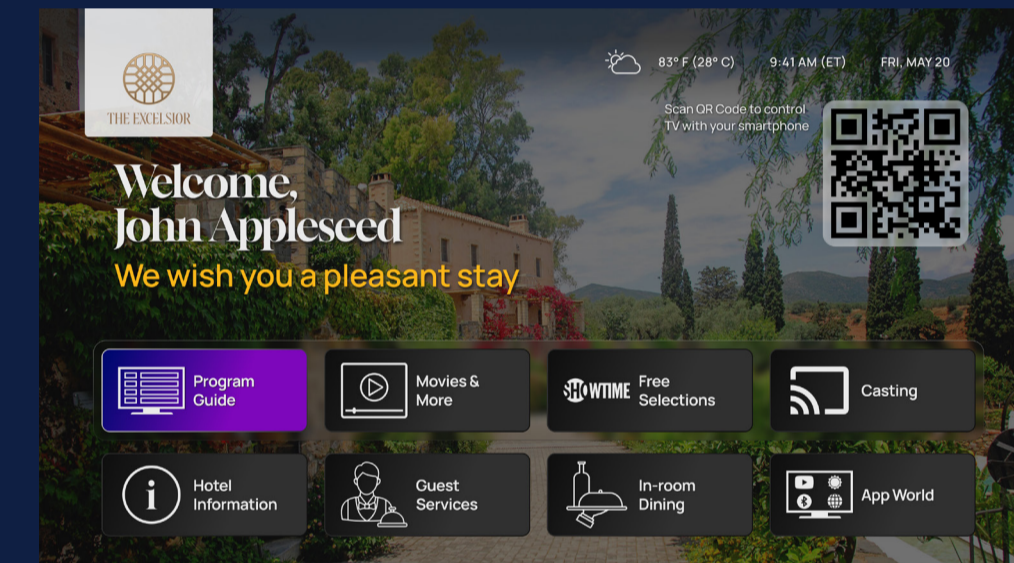 THE EXCELSIOR
83° F (28° C)
9:41 AM (ET)
FRI, MAY 20
Scan QR Code to control
TV with your smartphone
Welcome,
John Appleseed
We wish you a pleasant stay
Program
Guide
Movies &
More
SHOWTIME
Free
Selections
Casting
Hotel
Information
Guest
Services
In-room
Dining
App World